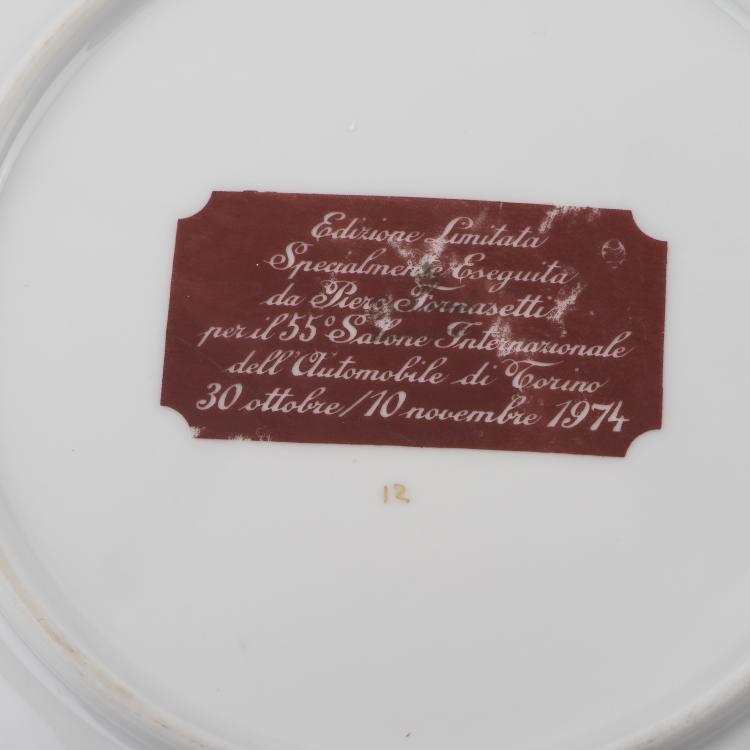 Edizione Limitata
Specialmente Eseguita
da Piero Fornasetti
per il 55° Salone Internazionale
dell'Automobile di Torino
30 ottobre/10 novembre 1974
12